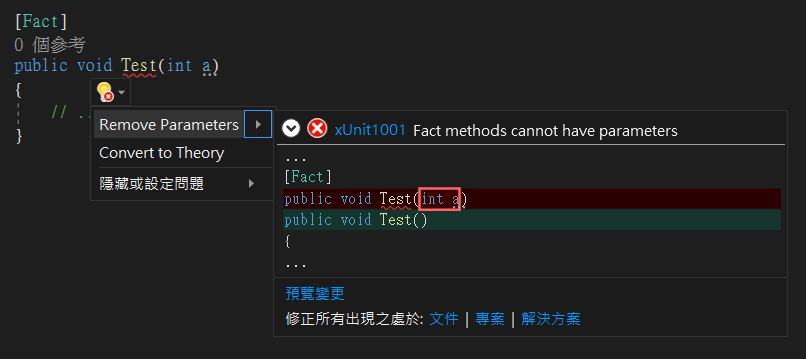 [Fact]
0 個參考
public void Test(int a)
{
// ..
}
Remove Parameters
Convert to Theory
隱藏或設定問題
xUnit1001 Fact methods cannot have parameters
...
[Fact]
public void Test(int a)
public void Test()
{
...
預覽變更
修正所有出現之處於: 文件 | 專案 | 解決方案